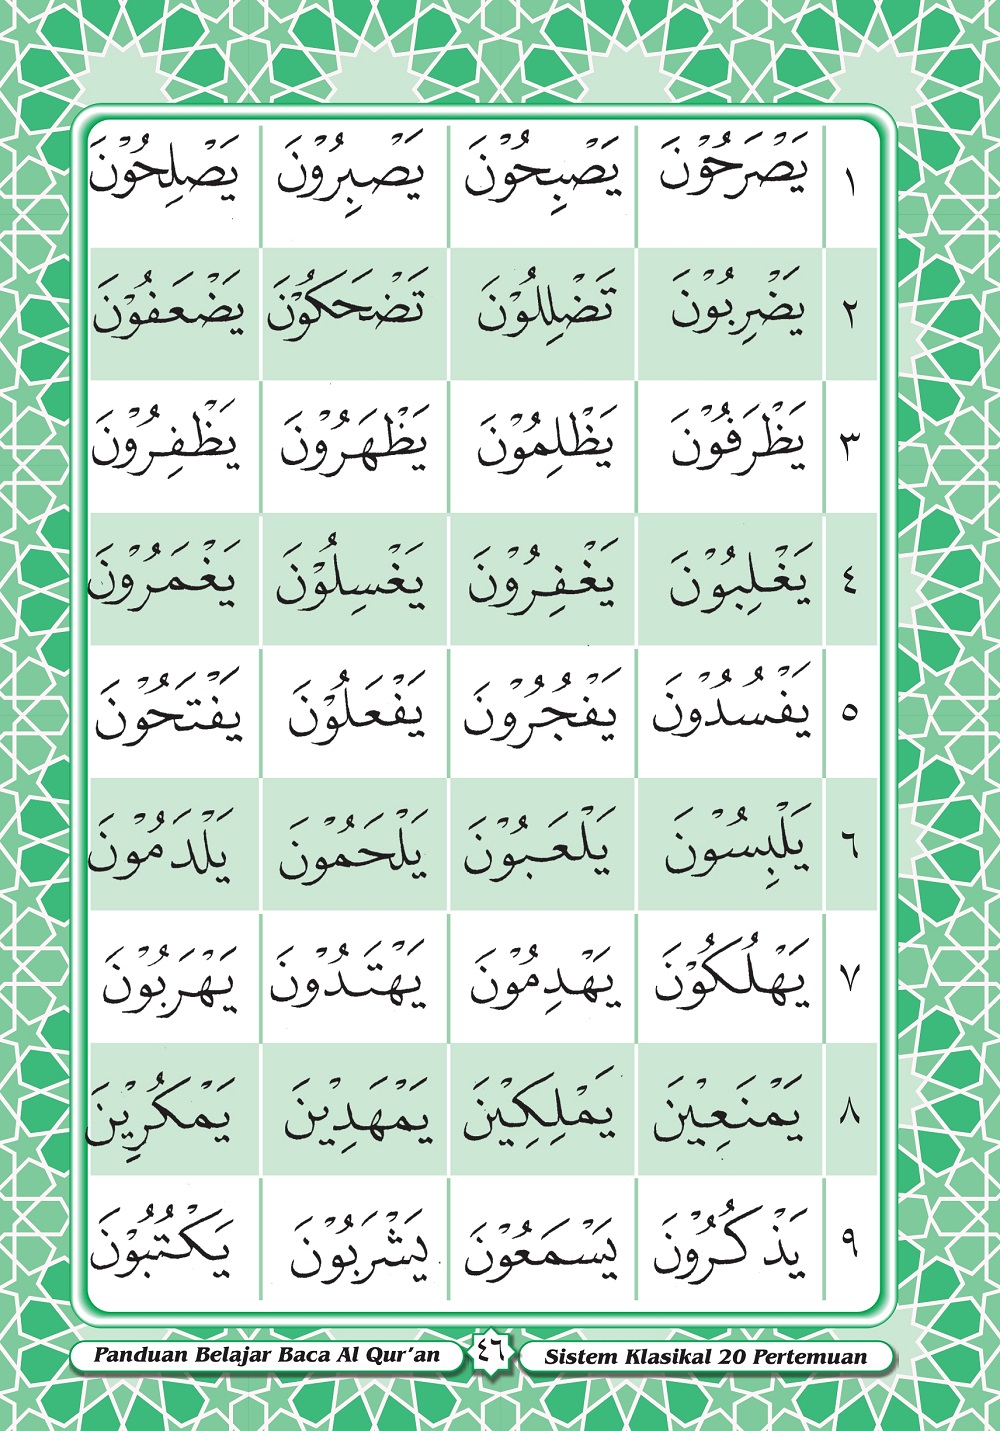 ١ يَصْرَحُوْنَ يَصْبِحُوْنَ يَصْبِرُوْنَ يَصْلِحُوْنَ
٢ يَضْرِبُوْنَ تَضْلِلُوْنَ تَضْحَكُوْنَ يَضْعَفُوْنَ
٣ يَظْرَفُوْنَ يَظْلِمُوْنَ يَظْهَرُوْنَ يَظْفِرُوْنَ
٤ يَغْلِبُوْنَ يَغْفِرُوْنَ يَغْسِلُوْنَ يَغْمَرُوْنَ
٥ يَفْسُدُوْنَ يَفْجُرُوْنَ يَفْعَلُوْنَ يَفْتَحُوْنَ
٦ يَلْبِسُوْنَ يَلْعَبُوْنَ يَلْحَمُوْنَ يَلْدَمُوْنَ
٧ يَهْلُكُوْنَ يَهْدِمُوْنَ يَهْتَدُوْنَ يَهْرَبُوْنَ
٨ يَمْنَعِيْنَ يَمْلِكِيْنَ يَمْهَدِيْنَ يَمْكُرِيْنَ
٩ يَذْكُرُوْنَ يَسْمَعُوْنَ يَشْرَبُوْنَ يَكْتُبُوْنَ
Panduan Belajar Baca Al Qur'an ٤٦ Sistem Klasikal 20 Pertemuan